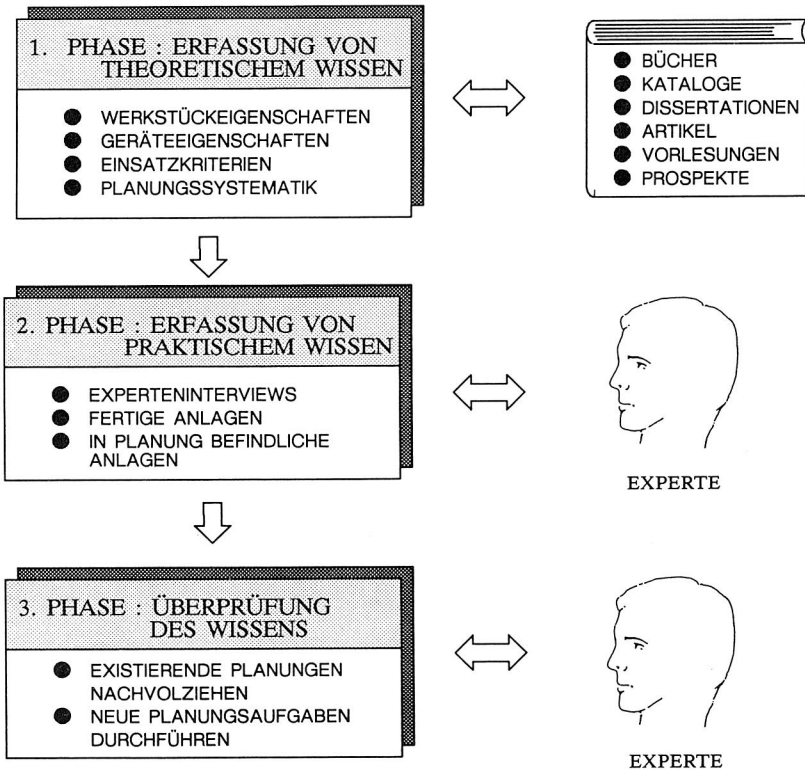 1. PHASE : ERFASSUNG VON
THEORETISCHEM WISSEN
● WERKSTÜCKEIGENSCHAFTEN
● GERÄTEEIGENSCHAFTEN
● EINSATZKRITERIEN
● PLANUNGSSYSTEMATIK
● BÜCHER
● KATALOGE
● DISSERTATIONEN
● ARTIKEL
● VORLESUNGEN
● PROSPEKTE
2. PHASE : ERFASSUNG VON
PRAKTISCHEM WISSEN
● EXPERTENINTERVIEWS
● FERTIGE ANLAGEN
● IN PLANUNG BEFINDLICHE
ANLAGEN
EXPERTE
3. PHASE : ÜBERPRÜFUNG
DES WISSENS
● EXISTIERENDE PLANUNGEN
NACHVOLZIEHEN
● NEUE PLANUNGSAUFGABEN
DURCHFÜHREN
EXPERTE